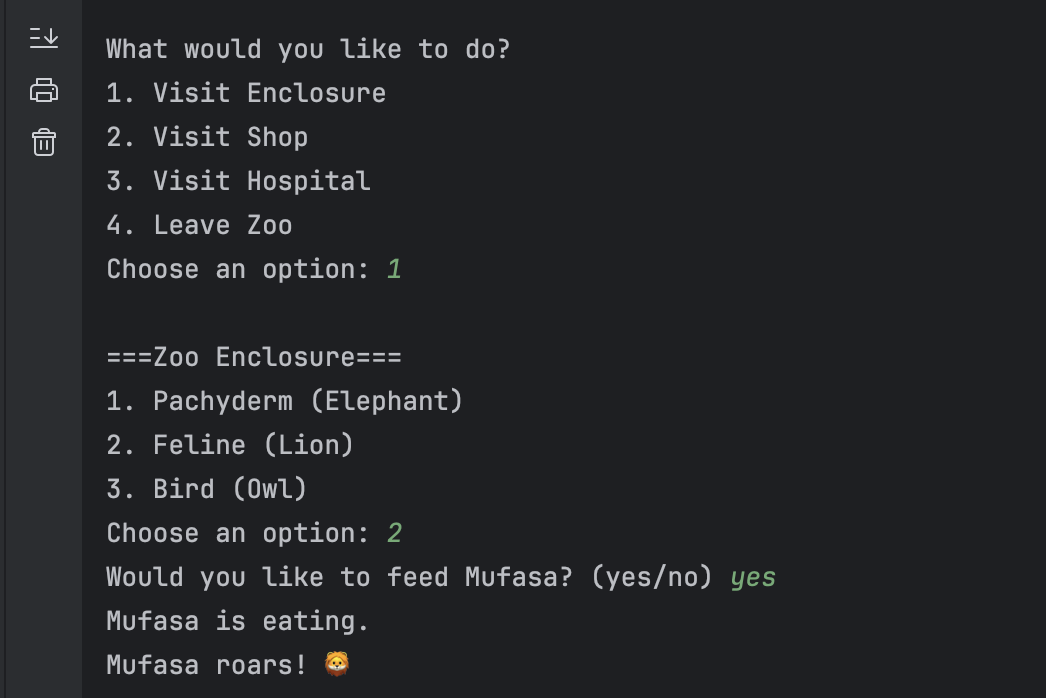 What would you like to do?
1. Visit Enclosure
2. Visit Shop
3. Visit Hospital
4. Leave Zoo
Choose an option: 1
===Zoo Enclosure===
1. Pachyderm (Elephant)
2. Feline (Lion)
3. Bird (Owl)
Choose an option: 2
Would you like to feed Mufasa? (yes/no) yes
Mufasa is eating.
Mufasa roars! 🦁